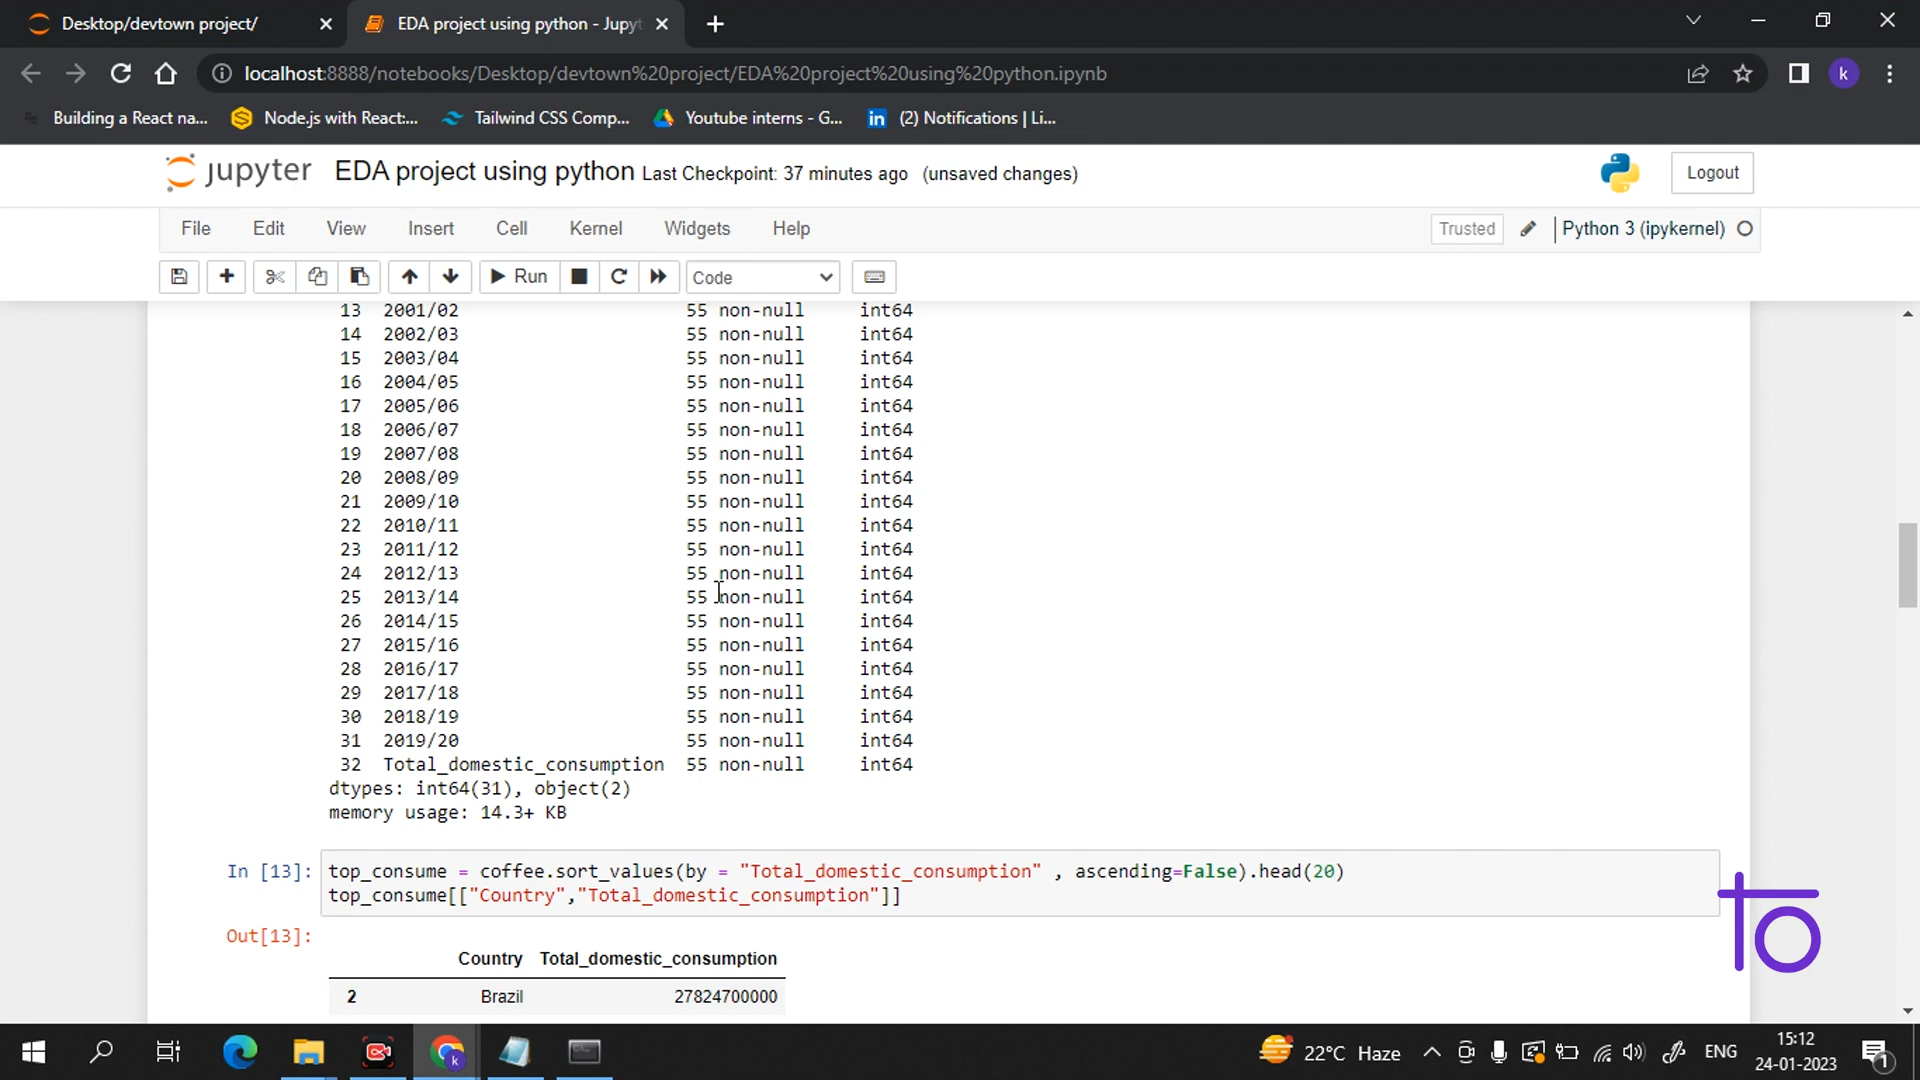 Desktop/devtown project/
EDA project using python - Jupyt
localhost:8888/notebooks/Desktop/devtown%20project/EDA%20project%20using%20python.ipynb
k
Building a React na...
Node.js with React:...
Tailwind CSS Comp...
Youtube interns - G...
(2) Notifications | Li...
jupyter EDA project using python Last Checkpoint: 37 minutes ago (unsaved changes)
Logout
File Edit View Insert Cell Kernel Widgets Help
Trusted Python 3 (ipykernel)
Run Code
13 2001/02 55 non-null int64
14 2002/03 55 non-null int64
15 2003/04 55 non-null int64
16 2004/05 55 non-null int64
17 2005/06 55 non-null int64
18 2006/07 55 non-null int64
19 2007/08 55 non-null int64
20 2008/09 55 non-null int64
21 2009/10 55 non-null int64
22 2010/11 55 non-null int64
23 2011/12 55 non-null int64
24 2012/13 55 non-null int64
25 2013/14 55 non-null int64
26 2014/15 55 non-null int64
27 2015/16 55 non-null int64
28 2016/17 55 non-null int64
29 2017/18 55 non-null int64
30 2018/19 55 non-null int64
31 2019/20 55 non-null int64
32 Total_domestic_consumption 55 non-null int64
dtypes: int64(31), object(2)
memory usage: 14.3+ KB
In [13]: top_consume = coffee.sort_values(by = "Total_domestic_consumption" , ascending=False).head(20)
top_consume[["Country","Total_domestic_consumption"]]
Out[13]:
Country Total_domestic_consumption
2 Brazil 27824700000
22°C Haze
ENG
15:12
24-01-2023
1